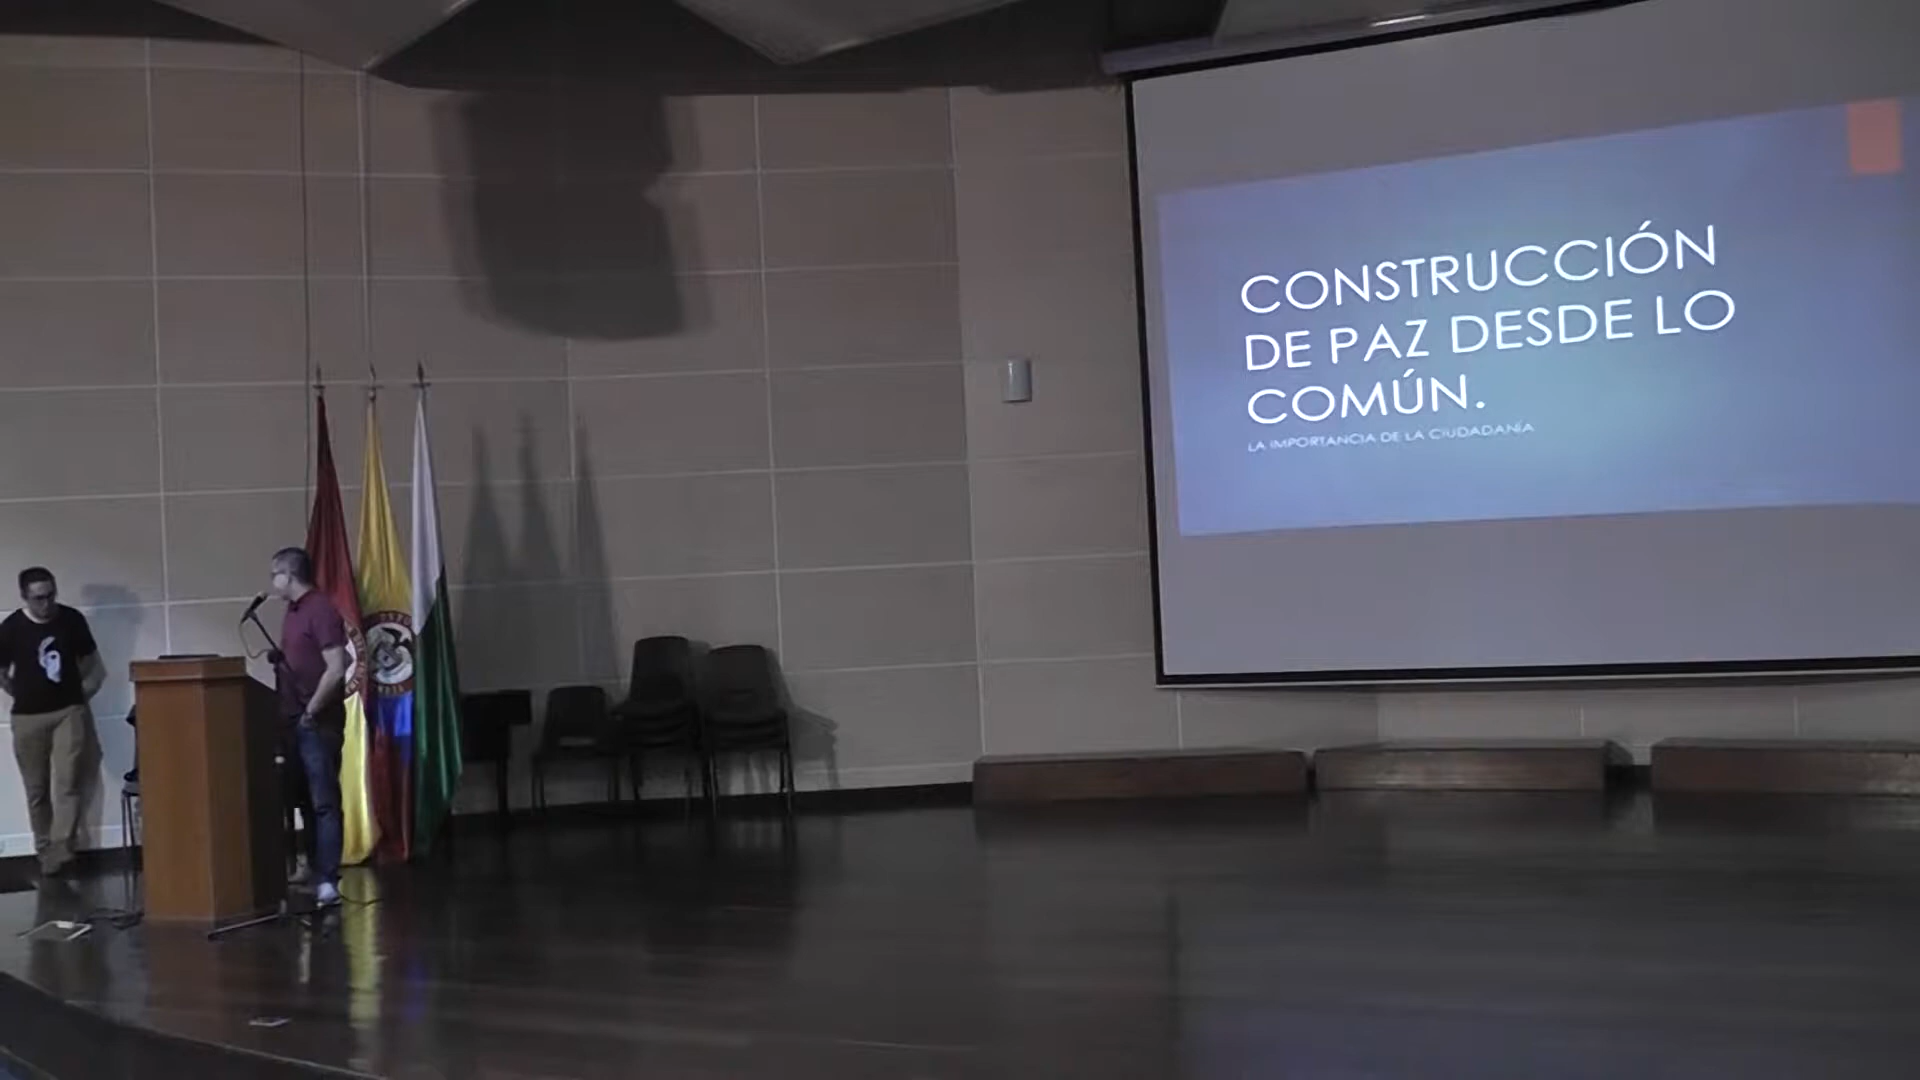 CONSTRUCCIÓN
DE PAZ DESDE LO
COMÚN.
LA IMPORTANCIA DE LA CIUDADANÍA